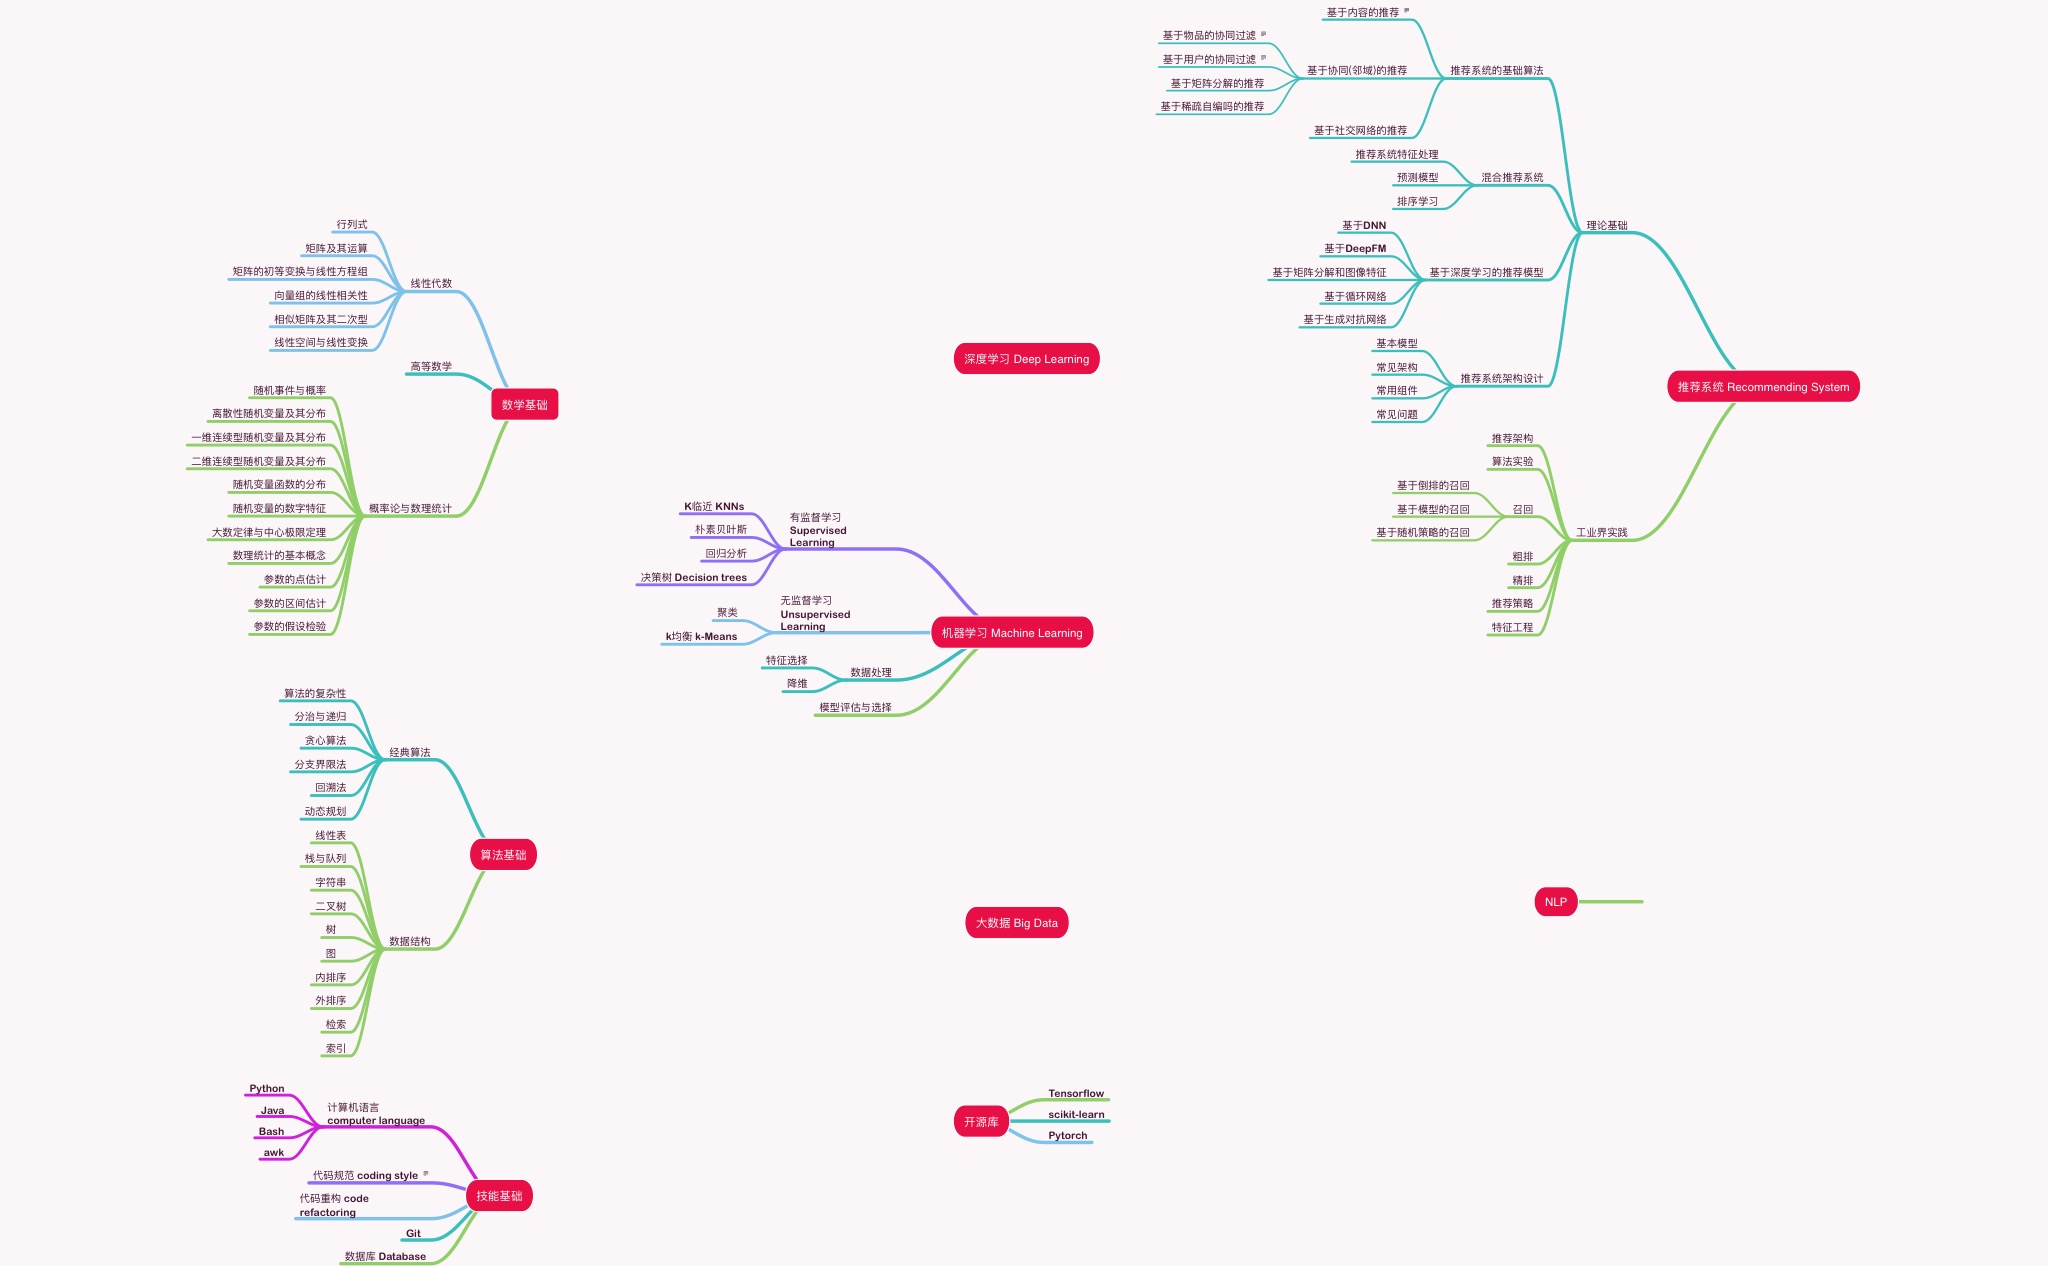 行列式
矩阵及其运算
矩阵的初等变换与线性方程组
向量组的线性相关性
相似矩阵及其二次型
线性空间与线性变换
线性代数
高等数学
随机事件与概率
离散性随机变量及其分布
一维连续型随机变量及其分布
二维连续型随机变量及其分布
随机变量函数的分布
随机变量的数字特征
大数定律与中心极限定理
数理统计的基本概念
参数的点估计
参数的区间估计
参数的假设检验
概率论与数理统计
数学基础
算法的复杂性
分治与递归
贪心算法
分支界限法
回溯法
动态规划
经典算法
线性表
栈与队列
字符串
二叉树
树
图
内排序
外排序
检索
索引
数据结构
算法基础
Python
Java
Bash
awk
计算机语言
computer language
代码规范 coding style
代码重构 code
refactoring
Git
数据库 Database
技能基础
深度学习 Deep Learning
K临近 KNNs
朴素贝叶斯
回归分析
决策树 Decision trees
有监督学习
Supervised
Learning
聚类
k均衡 k-Means
无监督学习
Unsupervised
Learning
特征选择
降维
数据处理
模型评估与选择
机器学习 Machine Learning
大数据 Big Data
开源库
Tensorflow
scikit-learn
Pytorch
基于内容的推荐
基于物品的协同过滤
基于用户的协同过滤
基于矩阵分解的推荐
基于稀疏自编吗的推荐
基于协同(邻域)的推荐
基于社交网络的推荐
推荐系统的基础算法
推荐系统特征处理
预测模型
排序学习
混合推荐系统
基于DNN
基于DeepFM
基于矩阵分解和图像特征
基于循环网络
基于生成对抗网络
基于深度学习的推荐模型
基本模型
常见架构
常用组件
常见问题
推荐系统架构设计
理论基础
推荐架构
算法实验
基于倒排的召回
基于模型的召回
基于随机策略的召回
召回
粗排
精排
推荐策略
特征工程
工业界实践
推荐系统 Recommending System
NLP